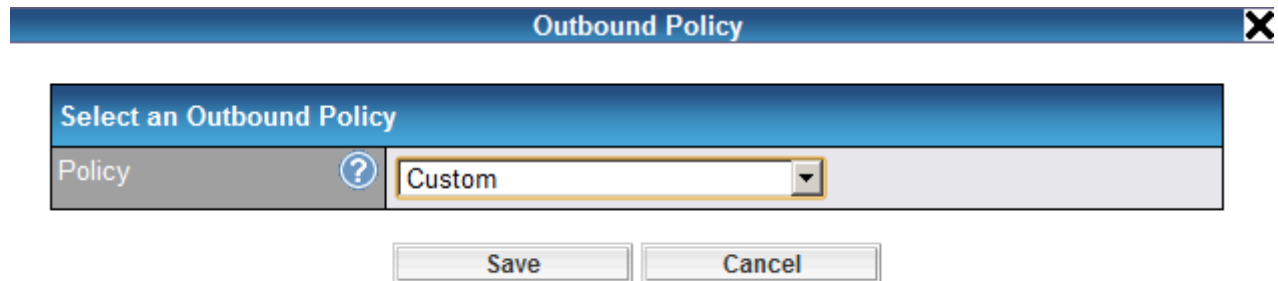 Outbound Policy
Select an Outbound Policy
Policy ? Custom
Save Cancel